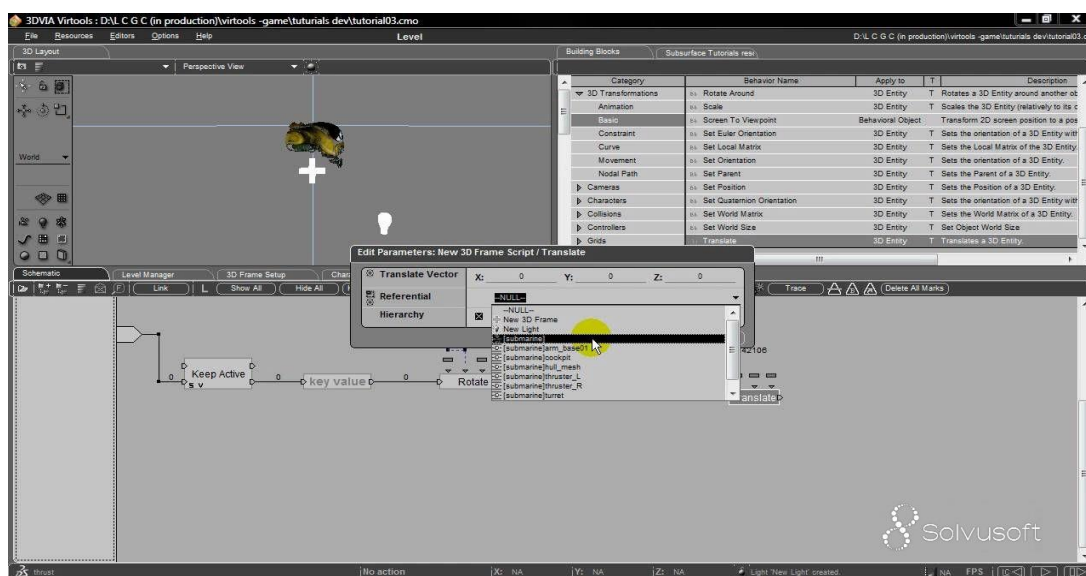 3DVIA Virtools : D:\L C G C (in production)\virtools -game\tuturials dev\tutorial03.cmo
File Resources Editors Options Help Level D:\L C G C (in production)\virtools -game\tuturials dev\tutorial03.c
3D Layout Building Blocks Subsurface Tutorials res
Perspective View
Category Behavior Name Apply to T Description
3D Transformations Rotate Around 3D Entity T Rotates a 3D Entity around another ob
Animation Scale 3D Entity T Scales the 3D Entity (relatively to its c
Basic Screen To Viewpoint Behavioral Object Transform 2D screen position to a pos
Constraint Set Euler Orientation 3D Entity T Sets the orientation of a 3D Entity with
Curve Set Local Matrix 3D Entity T Sets the Local Matrix of the 3D Entity
Movement Set Orientation 3D Entity T Sets the orientation of a 3D Entity.
Nodal Path Set Parent 3D Entity T Sets the Parent of a 3D Entity.
Cameras Set Position 3D Entity T Sets the Position of a 3D Entity.
Characters Set Quaternion Orientation 3D Entity T Sets the orientation of a 3D Entity with
Collisions Set World Matrix 3D Entity T Sets the World Matrix of a 3D Entity.
Controllers Set World Size 3D Entity T Set Object World Size
Grids Translate 3D Entity T Translates a 3D Entity.
World
Edit Parameters: New 3D Frame Script / Translate
Translate Vector X: 0 Y: 0 Z: 0
Referential --NULL--
Hierarchy
--NULL--
New 3D Frame
New Light
[submarine]
[submarine]arm_base01
[submarine]cockpit
[submarine]hull_mesh
[submarine]thruster_L
[submarine]thruster_R
[submarine]turret
Schematic Level Manager 3D Frame Setup Chara
Link L Show All Hide All Trace Delete All Marks
42106
0 Keep Active 0 key value 0 Rotate anslate
S V
Solvusoft
thrust No action X: NA Y: NA Z: NA Light 'New Light' created. NA FPS